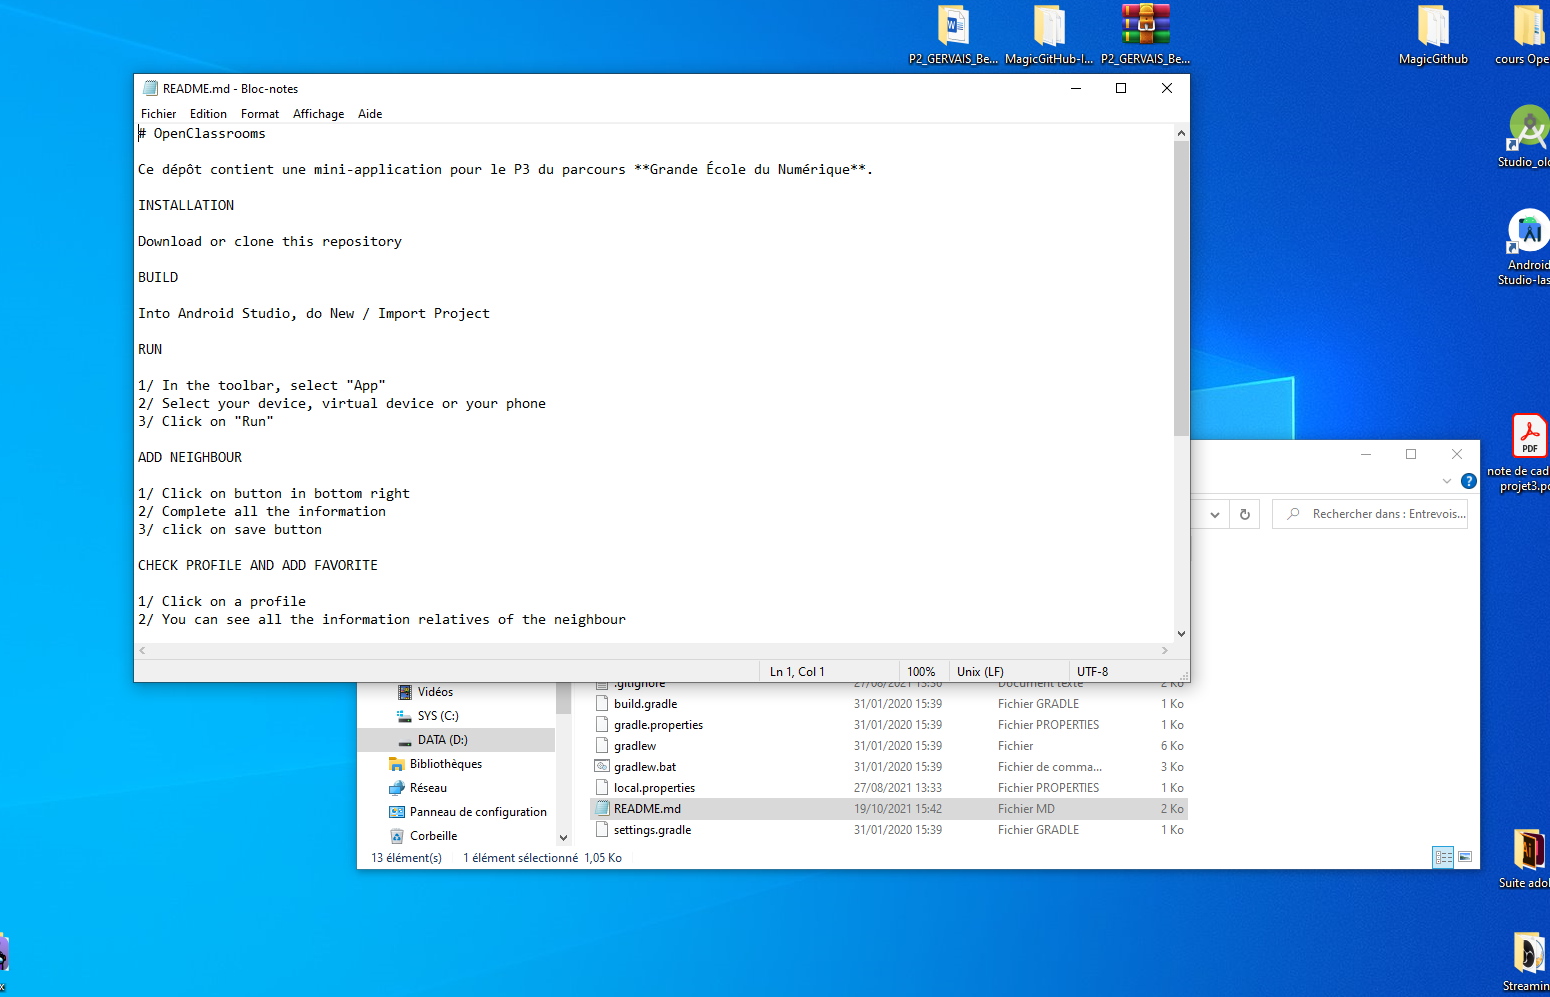 P2_GERVAIS_Be...
MagicGitHub-l...
P2_GERVAIS_Be...
MagicGithub
cours Ope
README.md - Bloc-notes
Fichier
Edition
Format
Affichage
Aide
# OpenClassrooms
Ce dépôt contient une mini-application pour le P3 du parcours **Grande École du Numérique**.
INSTALLATION
Download or clone this repository
BUILD
Into Android Studio, do New / Import Project
RUN
1/ In the toolbar, select "App"
2/ Select your device, virtual device or your phone
3/ Click on "Run"
ADD NEIGHBOUR
1/ Click on button in bottom right
2/ Complete all the information
3/ click on save button
CHECK PROFILE AND ADD FAVORITE
1/ Click on a profile
2/ You can see all the information relatives of the neighbour
Ln 1, Col 1
100%
Unix (LF)
UTF-8
Studio_old
Android
Studio-las
PDF
note de cad
projet3.pd
Rechercher dans : Entrevois...
Vidéos
SYS (C:)
DATA (D:)
Bibliothèques
Réseau
Panneau de configuration
Corbeille
.gitignore 27/08/2021 13:30 Document texte 2 Ko
build.gradle 31/01/2020 15:39 Fichier GRADLE 1 Ko
gradle.properties 31/01/2020 15:39 Fichier PROPERTIES 1 Ko
gradlew 31/01/2020 15:39 Fichier 6 Ko
gradlew.bat 31/01/2020 15:39 Fichier de comma... 3 Ko
local.properties 27/08/2021 13:33 Fichier PROPERTIES 1 Ko
README.md 19/10/2021 15:42 Fichier MD 2 Ko
settings.gradle 31/01/2020 15:39 Fichier GRADLE 1 Ko
13 élément(s)
1 élément sélectionné 1,05 Ko
Suite adol
Streamin
x